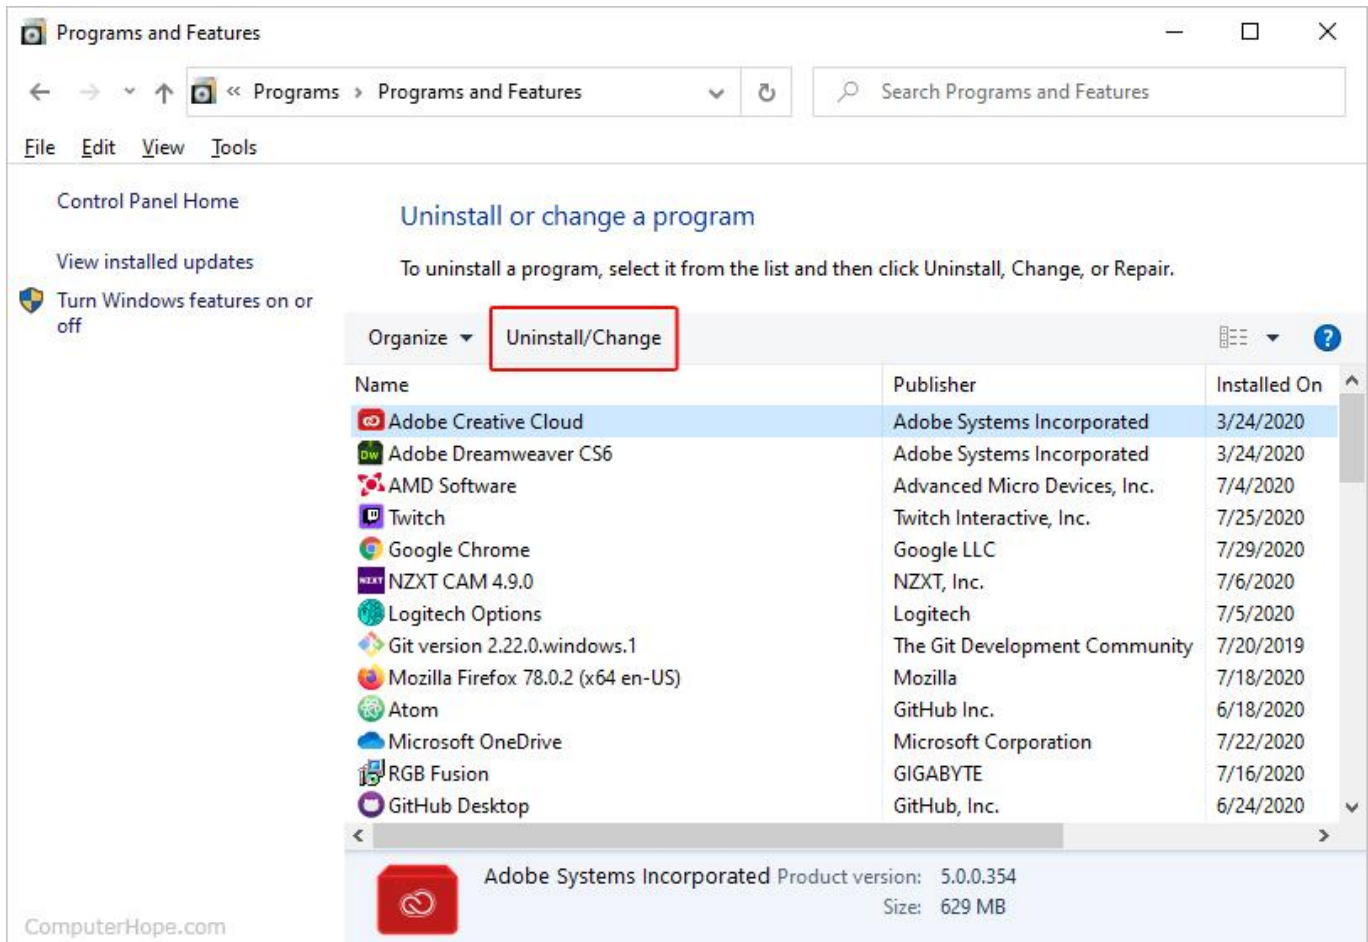 Programs and Features
« Programs › Programs and Features
Search Programs and Features
File Edit View Tools
Control Panel Home
View installed updates
Turn Windows features on or
off
Uninstall or change a program
To uninstall a program, select it from the list and then click Uninstall, Change, or Repair.
Organize Uninstall/Change ?
Name Publisher Installed On
Adobe Creative Cloud Adobe Systems Incorporated 3/24/2020
Dw Adobe Dreamweaver CS6 Adobe Systems Incorporated 3/24/2020
AMD Software Advanced Micro Devices, Inc. 7/4/2020
Twitch Twitch Interactive, Inc. 7/25/2020
Google Chrome Google LLC 7/29/2020
NZXT NZXT CAM 4.9.0 NZXT, Inc. 7/6/2020
Logitech Options Logitech 7/5/2020
Git version 2.22.0.windows.1 The Git Development Community 7/20/2019
Mozilla Firefox 78.0.2 (x64 en-US) Mozilla 7/18/2020
Atom GitHub Inc. 6/18/2020
Microsoft OneDrive Microsoft Corporation 7/22/2020
RGB Fusion GIGABYTE 7/16/2020
GitHub Desktop GitHub, Inc. 6/24/2020
Adobe Systems Incorporated Product version: 5.0.0.354
Size: 629 MB
ComputerHope.com